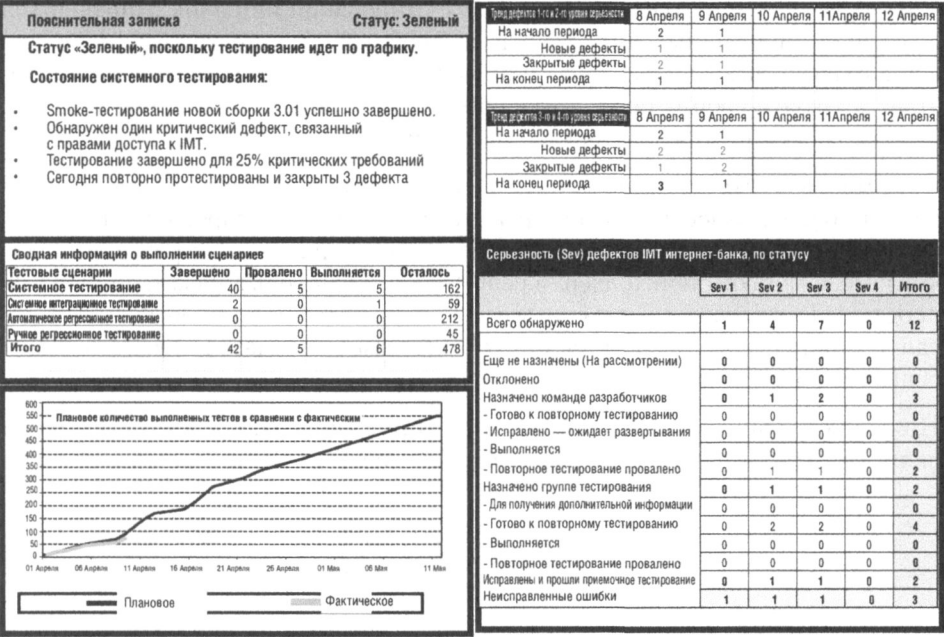 Пояснительная записка Статус: Зеленый
Статус «Зеленый», поскольку тестирование идет по графику.
Состояние системного тестирования:
• Smoke-тестирование новой сборки 3.01 успешно завершено.
• Обнаружен один критический дефект, связанный
с правами доступа к IMT.
• Тестирование завершено для 25% критических требований
• Сегодня повторно протестированы и закрыты 3 дефекта
Сводная информация о выполнении сценариев
Тестовые сценарии Завершено Провалено Выполняется Осталось
Системное тестирование 40 5 5 162
Системное интеграционное тестирование 2 0 1 59
Автоматическое регрессионное тестирование 0 0 0 212
Ручное регрессионное тестирование 0 0 0 45
Итого 42 5 6 478
Плановое количество выполненных тестов в сравнении с фактическим
600
550
500
450
400
350
300
250
200
150
100
50
0
01 Апреля 06 Апреля 11 Апреля 16 Апреля 21 Апреля 26 Апреля 01 Мая 06 Мая 11 Мая
Плановое Фактическое
Тренд дефектов 1-го и 2-го уровня серьезности 8 Апреля 9 Апреля 10 Апреля 11Апреля 12 Апреля
На начало периода 2 1
Новые дефекты 1 1
Закрытые дефекты 2 1
На конец периода 1 1
Тренд дефектов 3-го и 4-го уровня серьезности 8 Апреля 9 Апреля 10 Апреля 11Апреля 12 Апреля
На начало периода 2 1
Новые дефекты 2 2
Закрытые дефекты 1 2
На конец периода 3 1
Серьезность (Sev) дефектов IMT интернет-банка, по статусу
Sev 1 Sev 2 Sev 3 Sev 4 Итого
Всего обнаружено 1 4 7 0 12
Еще не назначены (На рассмотрении) 0 0 0 0 0
Отклонено 0 0 0 0 0
Назначено команде разработчиков 0 1 2 0 3
- Готово к повторному тестированию 0 0 0 0 0
- Исправлено — ожидает развертывания 0 0 0 0 0
- Выполняется 0 0 0 0 0
- Повторное тестирование провалено 0 1 1 0 2
Назначено группе тестирования 0 1 1 0 2
- Для получения дополнительной информации 0 0 0 0 0
- Готово к повторному тестированию 0 2 2 0 4
- Выполняется 0 0 0 0 0
- Повторное тестирование провалено 0 0 0 0 0
Исправлены и прошли приемочное тестирование 0 1 1 0 2
Неисправленные ошибки 1 1 1 0 3